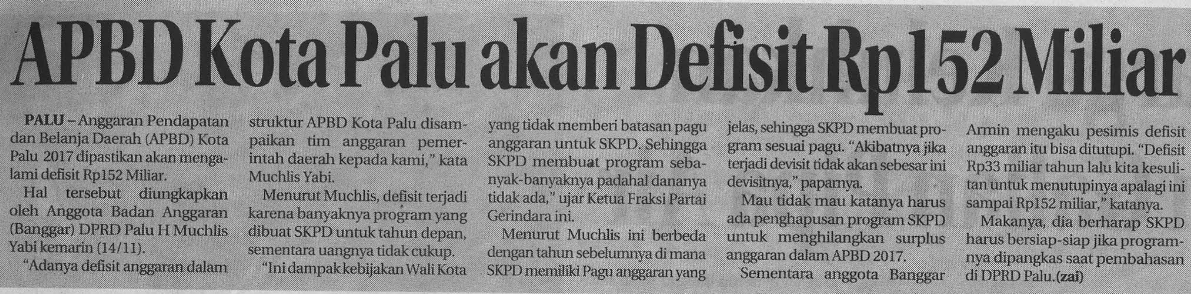 APBD Kota Palu akan Defisit Rp152 Miliar
PALU – Anggaran Pendapatan
dan Belanja Daerah (APBD) Kota
Palu 2017 dipastikan akan menga-
lami defisit Rp152 Miliar.
Hal tersebut diungkapkan
oleh Anggota Badan Anggaran
(Banggar) DPRD Palu H Muchlis
Yabi kemarin (14/11).
“Adanya defisit anggaran dalam
struktur APBD Kota Palu disam-
paikan tim anggaran pemer-
intah daerah kepada kami,” kata
Muchlis Yabi.
Menurut Muchlis, defisit terjadi
karena banyaknya program yang
dibuat SKPD untuk tahun depan,
sementara uangnya tidak cukup.
“Ini dampak kebijakan Wali Kota
yang tidak memberi batasan pagu
anggaran untuk SKPD. Sehingga
SKPD membuat program seba-
nyak-banyaknya padahal dananya
tidak ada,” ujar Ketua Fraksi Partai
Gerindara ini.
Menurut Muchlis ini berbeda
dengan tahun sebelumnya di mana
SKPD memiliki Pagu anggaran yang
jelas, sehingga SKPD membuat pro-
gram sesuai pagu. “Akibatnya jika
terjadi devisit tidak akan sebesar ini
devisitnya,” paparnya.
Mau tidak mau katanya harus
ada penghapusan program SKPD
untuk menghilangkan surplus
anggaran dalam APBD 2017.
Sementara anggota Banggar
Armin mengaku pesimis defisit
anggaran itu bisa ditutupi. “Defisit
Rp33 miliar tahun lalu kita kesuli-
tan untuk menutupinya apalagi ini
sampai Rp152 miliar,” katanya.
Makanya, dia berharap SKPD
harus bersiap-siap jika program-
nya dipangkas saat pembahasan
di DPRD Palu.(zai)